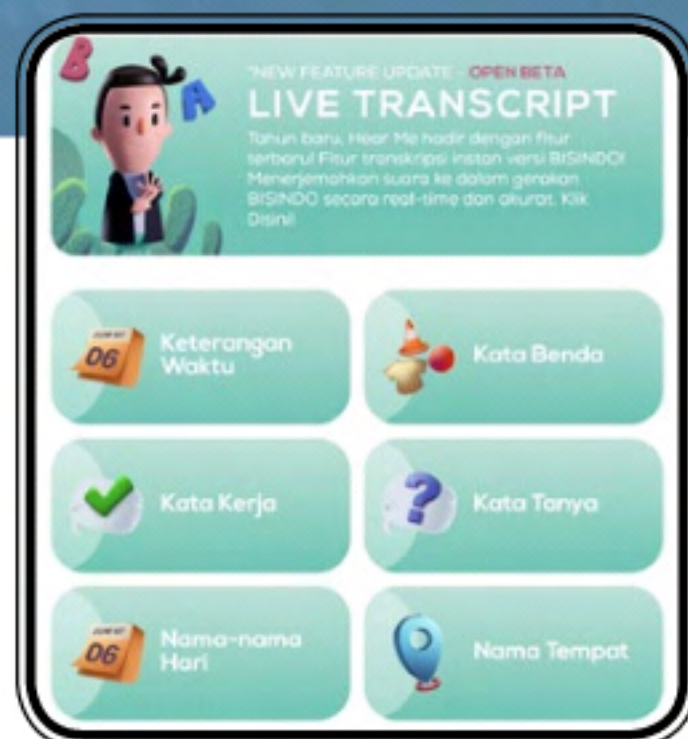 B
A
*NEW FEATURE UPDATE - OPEN BETA
LIVE TRANSCRIPT
Tahun baru, Hear Me hadir dengan fitur
terbaru! Fitur transkripsi instan versi BISINDO!
Menerjemahkan suara ke dalam gerakan
BISINDO secara real-time dan akurat. Klik
Disini!
06
Keterangan
Waktu
Kata Benda
Kata Kerja
?
Kata Tanya
06
Nama-nama
Hari
Nama Tempat